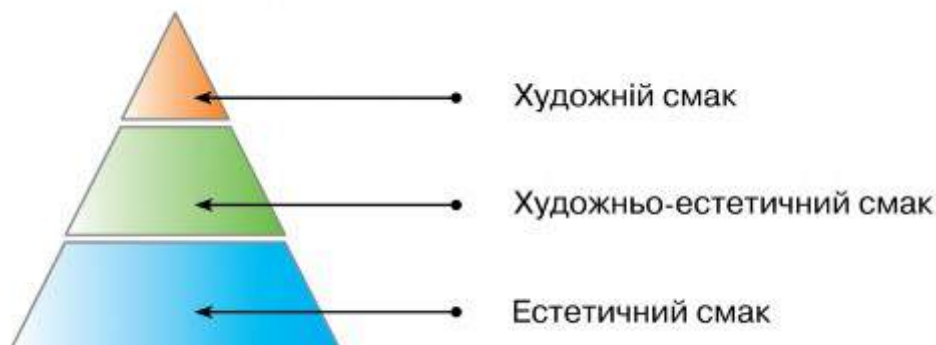 Художній смак
Художньо-естетичний смак
Естетичний смак